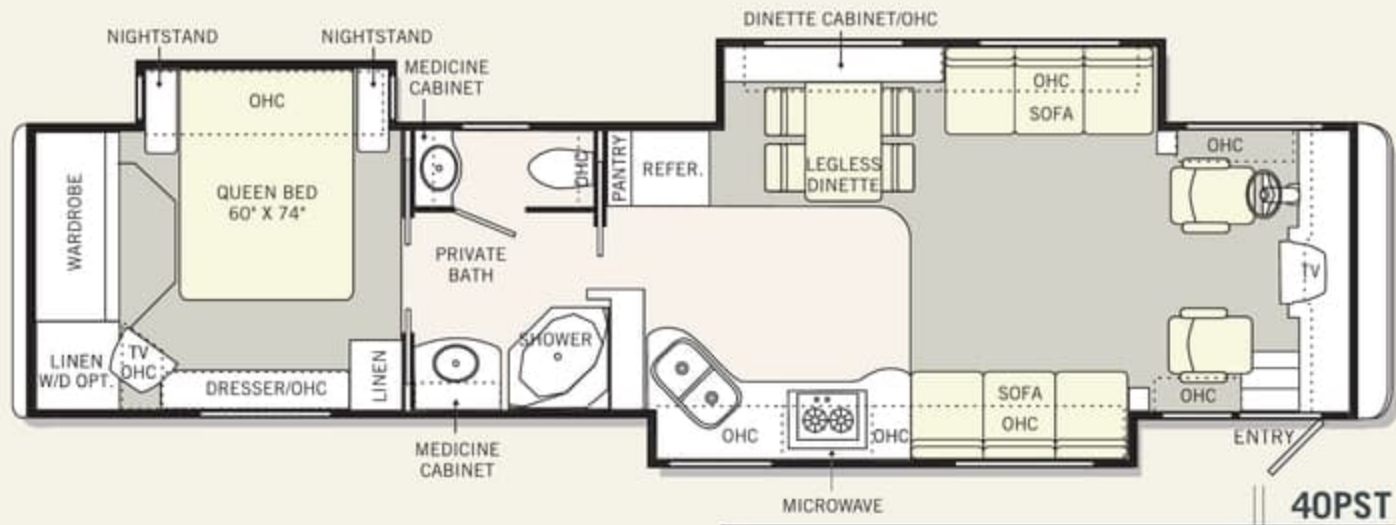 DINETTE CABINET/OHC
NIGHTSTAND
NIGHTSTAND
MEDICINE
CABINET
OHC
QUEEN BED
60" X 74"
WARDROBE
LINEN
W/D OPT.
TV
OHC
DRESSER/OHC
LINEN
OHC
PRIVATE
BATH
SHOWER
MEDICINE
CABINET
PANTRY
REFER.
LEGLESS
DINETTE
OHC
SOFA
OHC
TV
OHC
OHC
SOFA
OHC
OHC
ENTRY
MICROWAVE
40PST